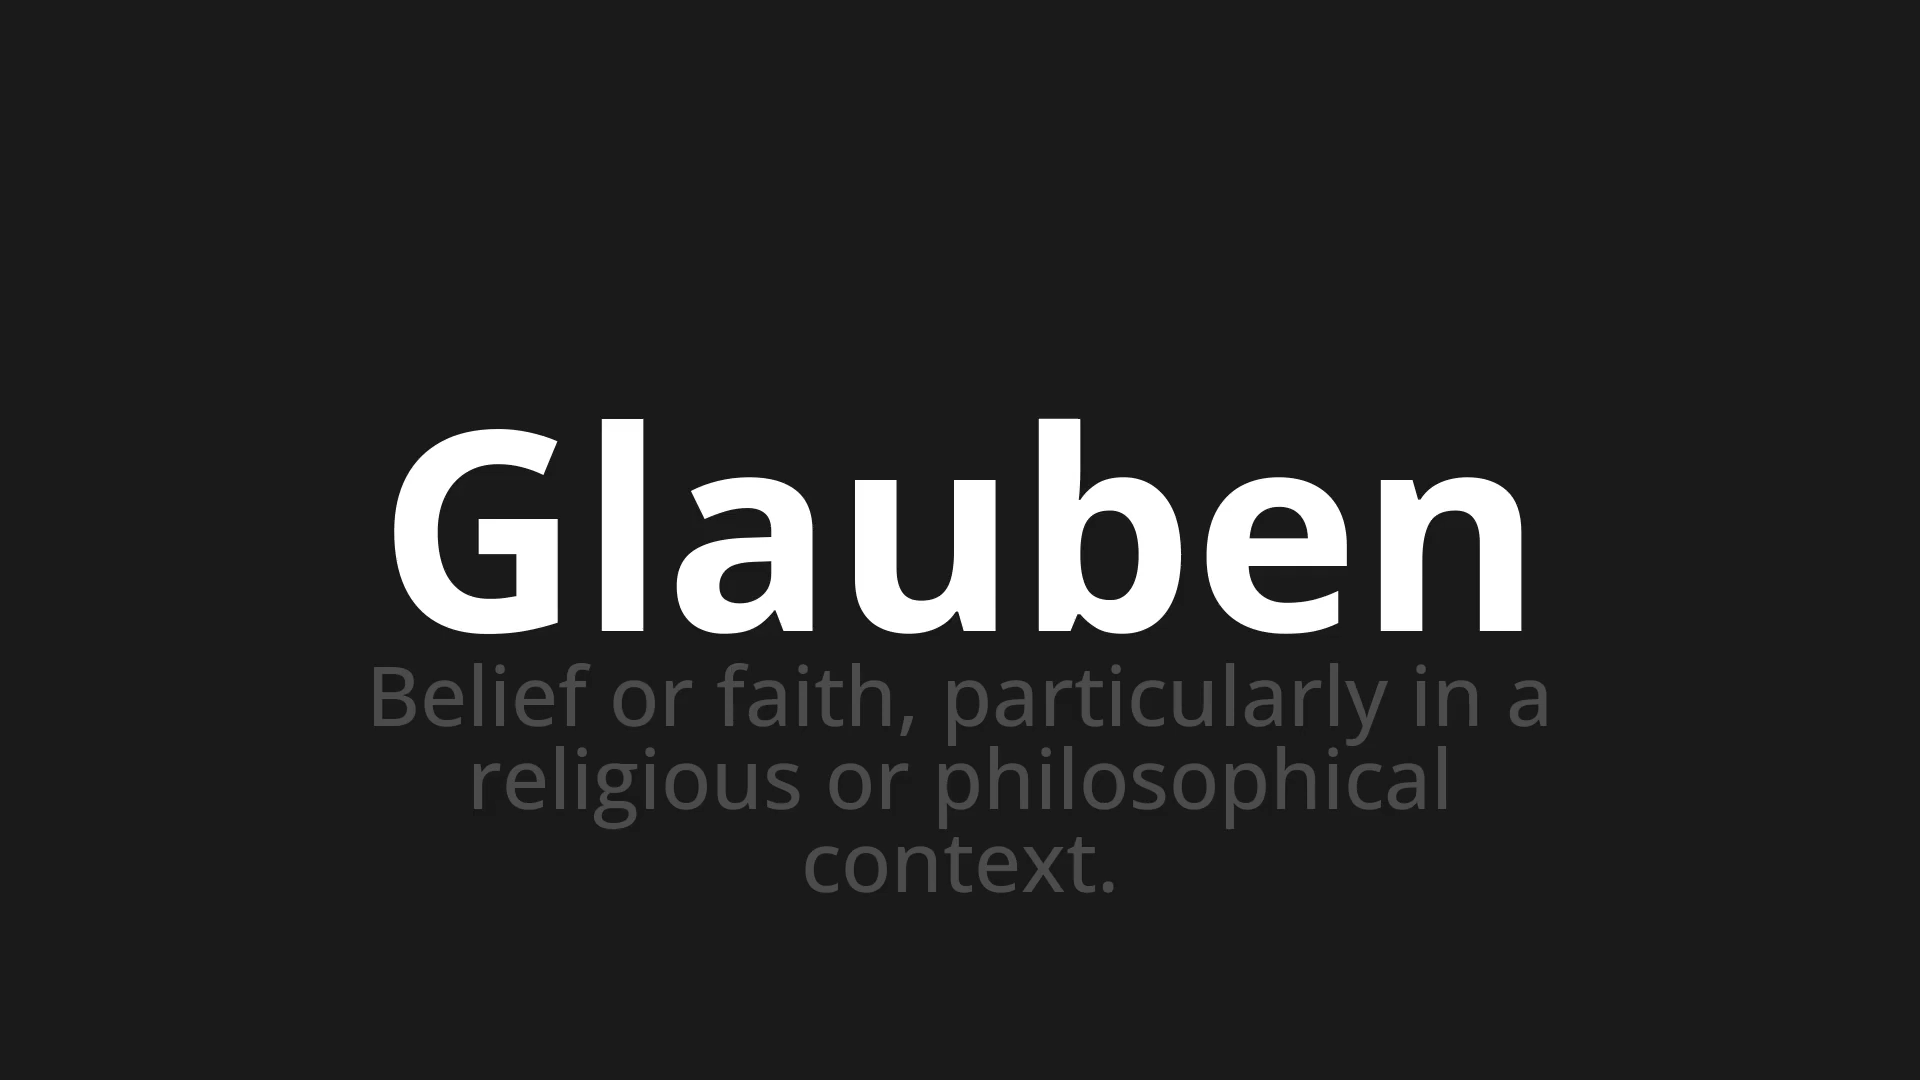 Glauben
Belief or faith, particularly in a
religious or philosophical
context.